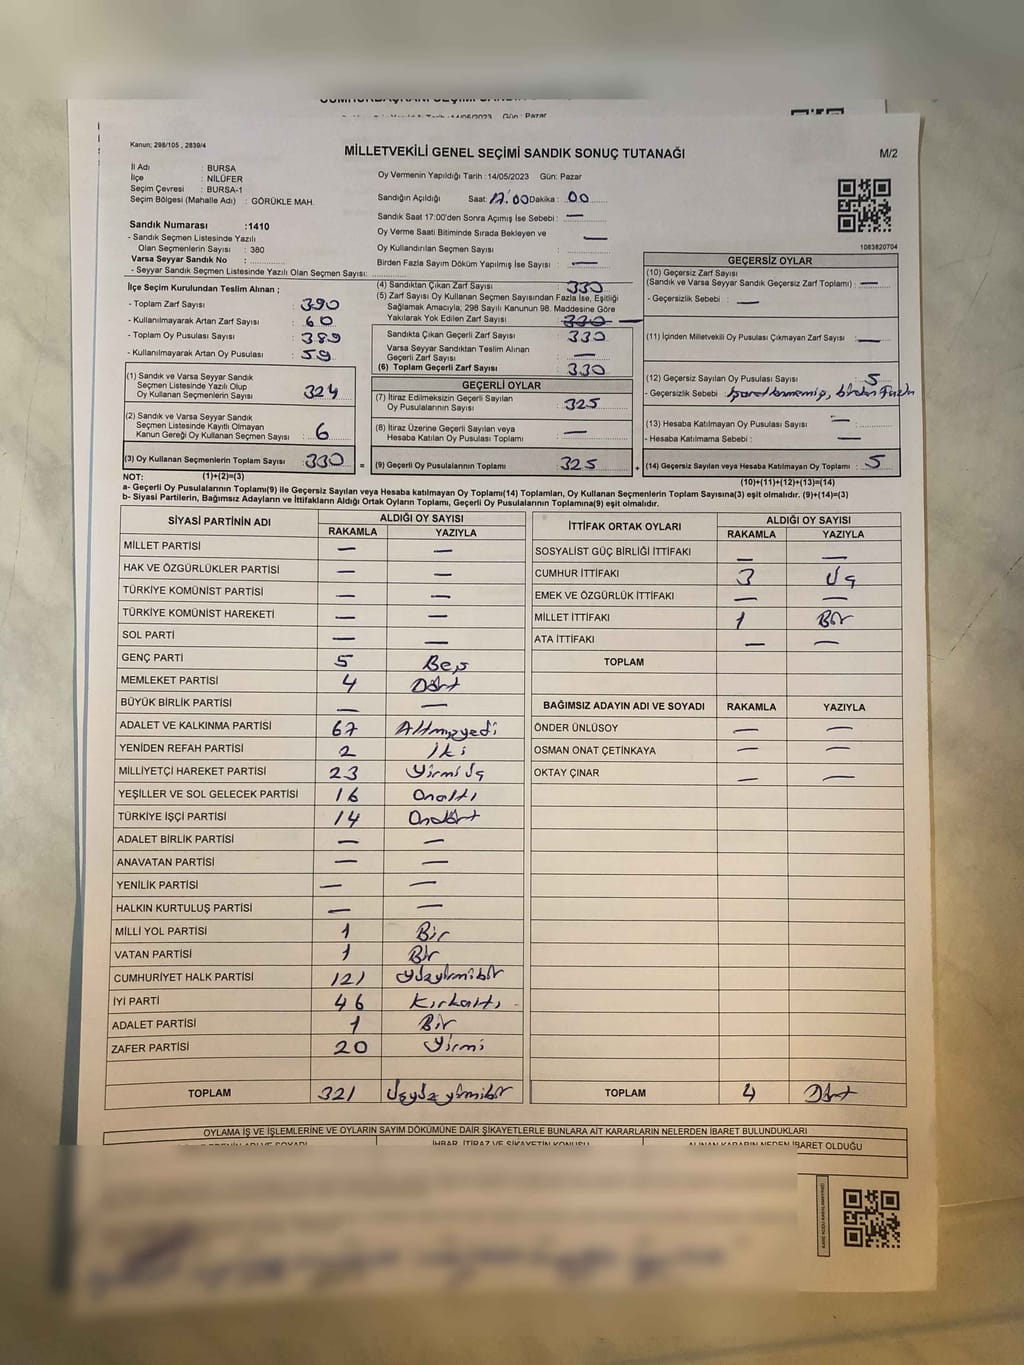 Kanun; 298/105 , 2839/4
MİLLETVEKİLİ GENEL SEÇİMİ SANDIK SONUÇ TUTANAĞI
M/2
İl Adı : BURSA
İlçe : NİLÜFER
Seçim Çevresi : BURSA-1
Seçim Bölgesi (Mahalle Adı) : GÖRÜKLE MAH.
Oy Vermenin Yapıldığı Tarih : 14/05/2023 Gün: Pazar
Sandığın Açıldığı Saat: 17:00 Dakika : 00
Sandık Saat 17:00'den Sonra Açımış İse Sebebi : —
Oy Verme Saati Bitiminde Sırada Bekleyen ve
Oy Kullandırılan Seçmen Sayısı : —
Birden Fazla Sayım Döküm Yapılmış İse Sayısı : —
1083820704
Sandık Numarası :1410
- Sandık Seçmen Listesinde Yazılı
Olan Seçmenlerin Sayısı : 380
Varsa Seyyar Sandık No :
- Seyyar Sandık Seçmen Listesinde Yazılı Olan Seçmen Sayısı:
İlçe Seçim Kurulundan Teslim Alınan ;
- Toplam Zarf Sayısı : 390
- Kullanılmayarak Artan Zarf Sayısı : 60
- Toplam Oy Pusulası Sayısı : 389
- Kullanılmayarak Artan Oy Pusulası : 59
(1) Sandık ve Varsa Seyyar Sandık
Seçmen Listesinde Yazılı Olup
Oy Kullanan Seçmenlerin Sayısı : 324
(2) Sandık ve Varsa Seyyar Sandık
Seçmen Listesinde Kayıtlı Olmayan
Kanun Gereği Oy Kullanan Seçmen Sayısı : 6
(3) Oy Kullanan Seçmenlerin Toplam Sayısı : 330
(1)+(2)=(3)
(4) Sandıktan Çıkan Zarf Sayısı : 330
(5) Zarf Sayısı Oy Kullanan Seçmen Sayısından Fazla İse, Eşitliği
Sağlamak Amacıyla; 298 Sayılı Kanunun 98. Maddesine Göre
Yakılarak Yok Edilen Zarf Sayısı : 330 —
Sandıkta Çıkan Geçerli Zarf Sayısı : 330
Varsa Seyyar Sandıktan Teslim Alınan
Geçerli Zarf Sayısı : —
(6) Toplam Geçerli Zarf Sayısı : 330
GEÇERLİ OYLAR
(7) İtiraz Edilmeksizin Geçerli Sayılan
Oy Pusulalarının Sayısı : 325
(8) İtiraz Üzerine Geçerli Sayılan veya
Hesaba Katılan Oy Pusulası Toplamı : —
= (9) Geçerli Oy Pusulalarının Toplamı : 325
GEÇERSİZ OYLAR
(10) Geçersiz Zarf Sayısı
(Sandık ve Varsa Seyyar Sandık Geçersiz Zarf Toplamı) : —
- Geçersizlik Sebebi : —
(11) İçinden Milletvekili Oy Pusulası Çıkmayan Zarf Sayısı : —
(12) Geçersiz Sayılan Oy Pusulası Sayısı : 5
- Geçersizlik Sebebi : birden Fazla
(13) Hesaba Katılmayan Oy Pusulası Sayısı : —
- Hesaba Katılmama Sebebi : —
+ (14) Geçersiz Sayılan veya Hesaba Katılmayan Oy Toplamı : 5
(10)+(11)+(12)+(13)=(14)
NOT:
a- Geçerli Oy Pusulalarının Toplamı(9) ile Geçersiz Sayılan veya Hesaba katılmayan Oy Toplamı(14) Toplamları, Oy Kullanan Seçmenlerin Toplam Sayısına(3) eşit olmalıdır. (9)+(14)=(3)
b- Siyasi Partilerin, Bağımsız Adayların ve İttifakların Aldığı Ortak Oyların Toplamı, Geçerli Oy Pusulalarının Toplamına(9) eşit olmalıdır.
SİYASİ PARTİNİN ADI ALDIĞI OY SAYISI
RAKAMLA YAZIYLA
MİLLET PARTİSİ — —
HAK VE ÖZGÜRLÜKLER PARTİSİ — —
TÜRKİYE KOMÜNİST PARTİSİ — —
TÜRKİYE KOMÜNİST HAREKETİ — —
SOL PARTİ — —
GENÇ PARTİ 5 Beş
MEMLEKET PARTİSİ 4 Dört
BÜYÜK BİRLİK PARTİSİ — —
ADALET VE KALKINMA PARTİSİ 67 Altmışyedi
YENİDEN REFAH PARTİSİ 2 İki
MİLLİYETÇİ HAREKET PARTİSİ 23 Yirmi üç
YEŞİLLER VE SOL GELECEK PARTİSİ 16 Onaltı
TÜRKİYE İŞÇİ PARTİSİ 14 Ondört
ADALET BİRLİK PARTİSİ — —
ANAVATAN PARTİSİ — —
YENİLİK PARTİSİ — —
HALKIN KURTULUŞ PARTİSİ — —
MİLLİ YOL PARTİSİ 1 Bir
VATAN PARTİSİ 1 Bir
CUMHURİYET HALK PARTİSİ 121 Yüzyirmibir
İYİ PARTİ 46 Kırkaltı
ADALET PARTİSİ 1 Bir
ZAFER PARTİSİ 20 Yirmi
TOPLAM 321 Üçyüz yirmibir
İTTİFAK ORTAK OYLARI ALDIĞI OY SAYISI
RAKAMLA YAZIYLA
SOSYALİST GÜÇ BİRLİĞİ İTTİFAKI — —
CUMHUR İTTİFAKI 3 Üç
EMEK VE ÖZGÜRLÜK İTTİFAKI — —
MİLLET İTTİFAKI 1 Bir
ATA İTTİFAKI — —
TOPLAM
BAĞIMSIZ ADAYIN ADI VE SOYADI RAKAMLA YAZIYLA
ÖNDER ÜNLÜSOY — —
OSMAN ONAT ÇETİNKAYA — —
OKTAY ÇINAR — —
TOPLAM 4 Dört
OYLAMA İŞ VE İŞLEMLERINE VE OYLARIN SAYIM DÖKÜMÜNE DAİR ŞİKAYETLERLE BUNLARA AİT KARARLARIN NELERDEN İBARET BULUNDUKLARI
İHBAR, İTİRAZ VE ŞİKAYETİN KONUSU
ALINAN KARARIN NEDEN İBARET OLDUĞU